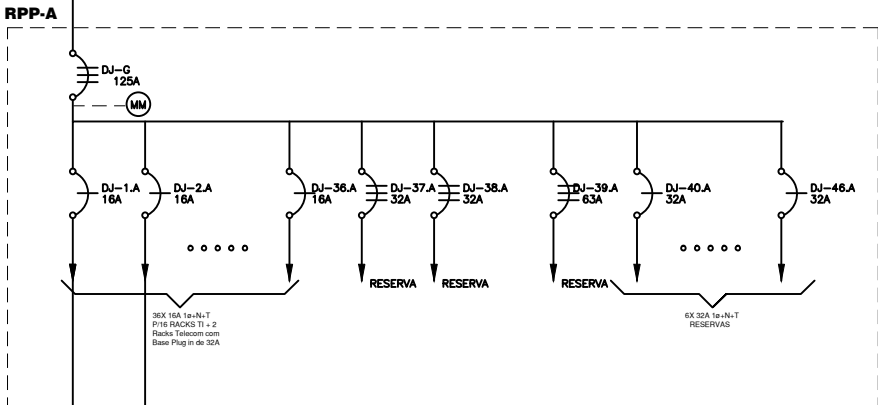 RPP-A
DJ-G
125A
MM
DJ-1.A
16A
DJ-2.A
16A
DJ-36.A
16A
DJ-37.A
32A
DJ-38.A
32A
DJ-39.A
63A
DJ-40.A
32A
DJ-46.A
32A
RESERVA
RESERVA
RESERVA
36X 16A 1ø+N+T
P/16 RACKS TI + 2
Racks Telecom com
Base Plug in de 32A
6X 32A 1ø+N+T
RESERVAS